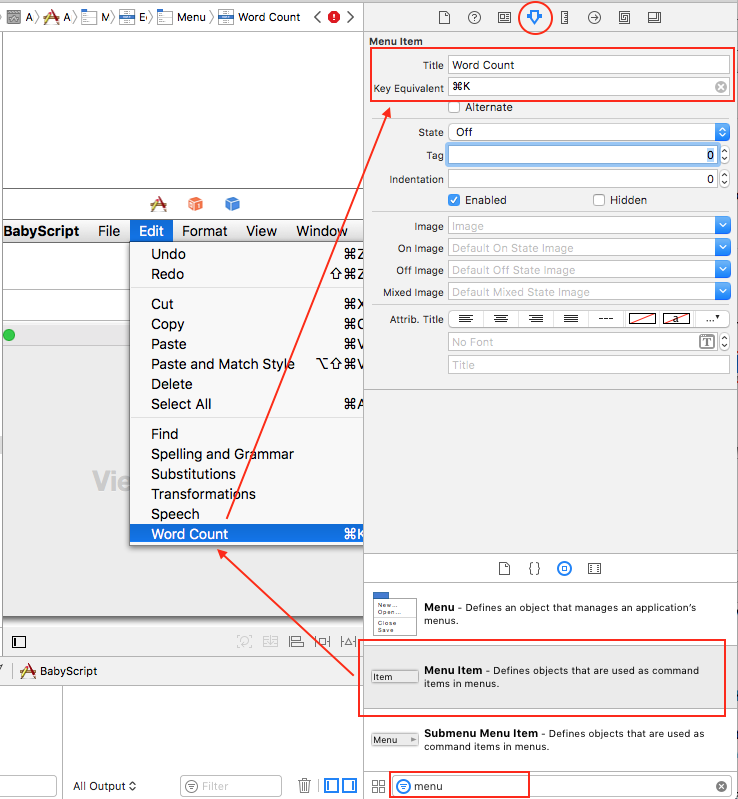 A
A
M
E
Menu
Word Count
Menu Item
Title
Word Count
Key Equivalent
⌘K
Alternate
State
Off
Tag
0
Indentation
0
Enabled
Hidden
Image
Image
On Image
Default On State Image
Off Image
Default Off State Image
Mixed Image
Default Mixed State Image
Attrib. Title
a
...
No Font
T
Title
BabyScript File Edit Format View Window
Undo ⌘Z
Redo ⇧⌘Z
Cut ⌘X
Copy ⌘C
Paste ⌘V
Paste and Match Style ⌥⇧⌘V
Delete
Select All ⌘A
Find
Spelling and Grammar
Substitutions
Transformations
Speech
Word Count ⌘K
Vie
New...
Open...
Close
Save
Menu - Defines an object that manages an application's
menus.
Item
Menu Item - Defines objects that are used as command
items in menus.
Menu
Submenu Menu Item - Defines objects that are used as
command items in menus.
BabyScript
All Output
Filter
menu